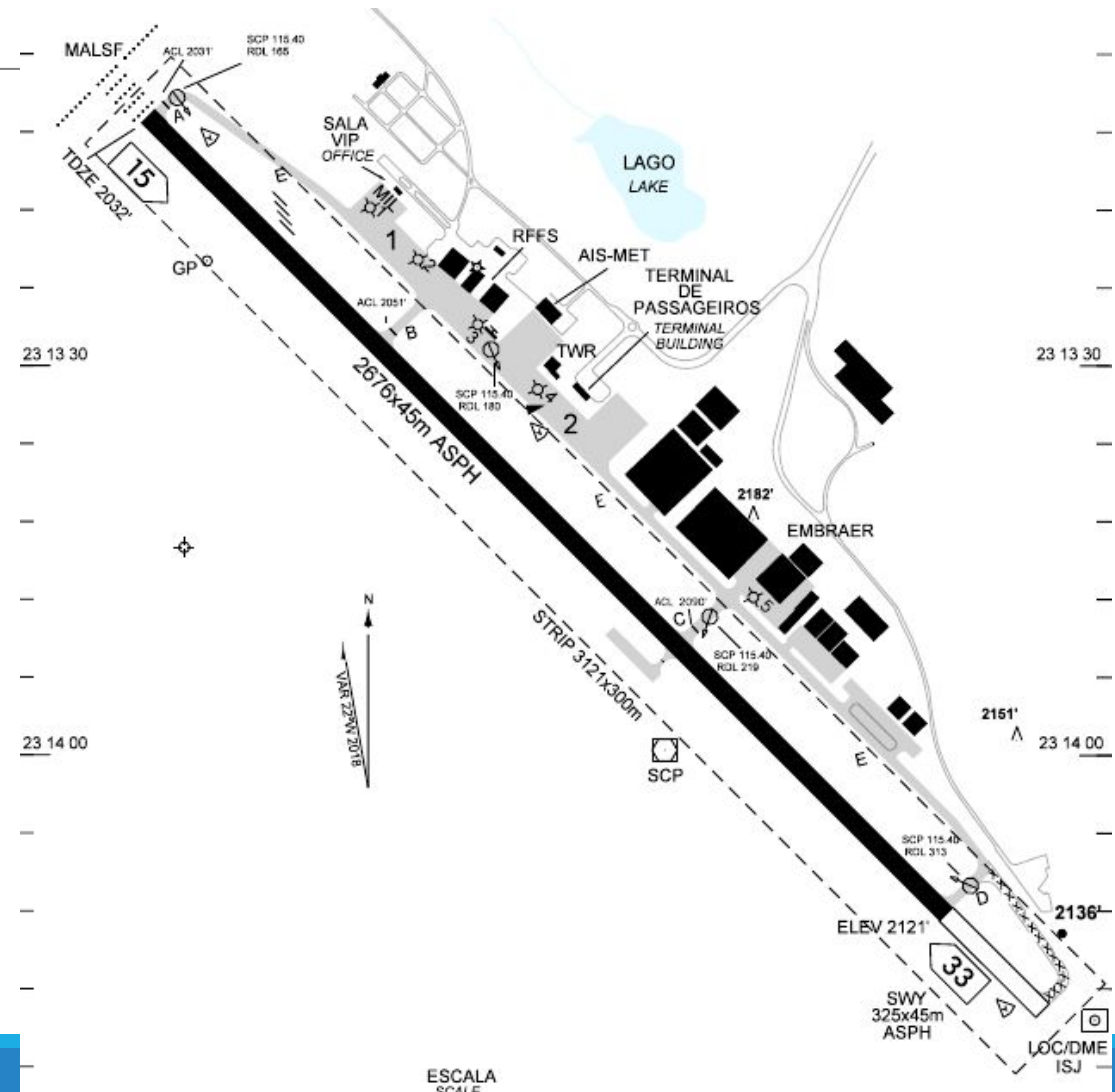 MALSF
ACL 2031'
SCP 115.40
RDL 165
A
SALA
VIP
OFFICE
LAGO
LAKE
TDZE 2032'
15
E
MIL
1
1
2
RFFS
AIS-MET
TERMINAL
DE
PASSAGEIROS
TERMINAL
BUILDING
GP
ACL 2051'
B
3
TWR
23 13 30
23 13 30
2676x45m ASPH
SCP 115.40
RDL 180
4
2
E
2182'
EMBRAER
N
VAR 22°W 2018
ACL 2090'
C
5
SCP 115.40
RDL 219
STRIP 3121x300m
2151'
23 14 00
23 14 00
SCP
E
SCP 115.40
RDL 313
D
2136'
ELEV 2121'
33
SWY
325x45m
ASPH
LOC/DME
ISJ
ESCALA
SCALE